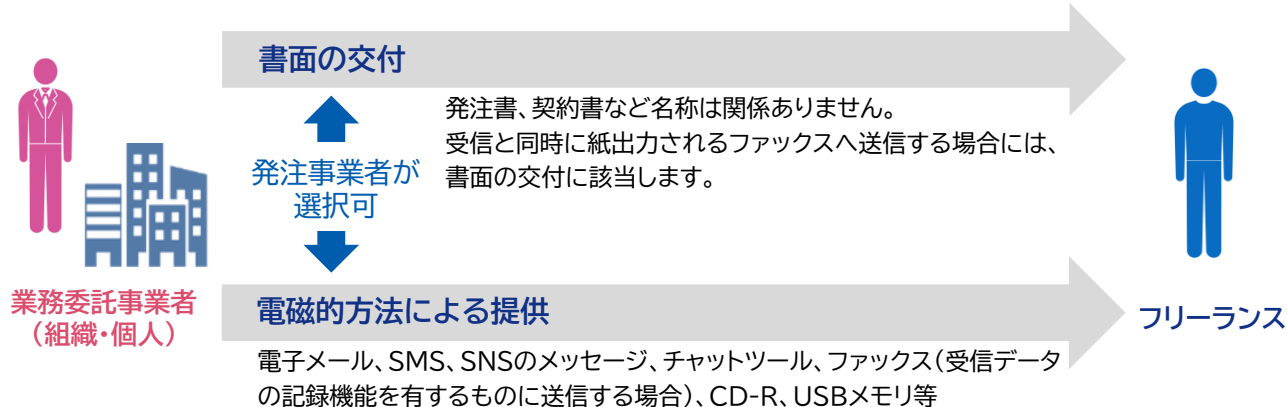 書面の交付
発注書、契約書など名称は関係ありません。
受信と同時に紙出力されるファックスへ送信する場合には、
書面の交付に該当します。
発注事業者が
選択可
業務委託事業者
（組織・個人）
電磁的方法による提供
フリーランス
電子メール、SMS、SNSのメッセージ、チャットツール、ファックス（受信データ
の記録機能を有するものに送信する場合）、CD-R、USBメモリ等